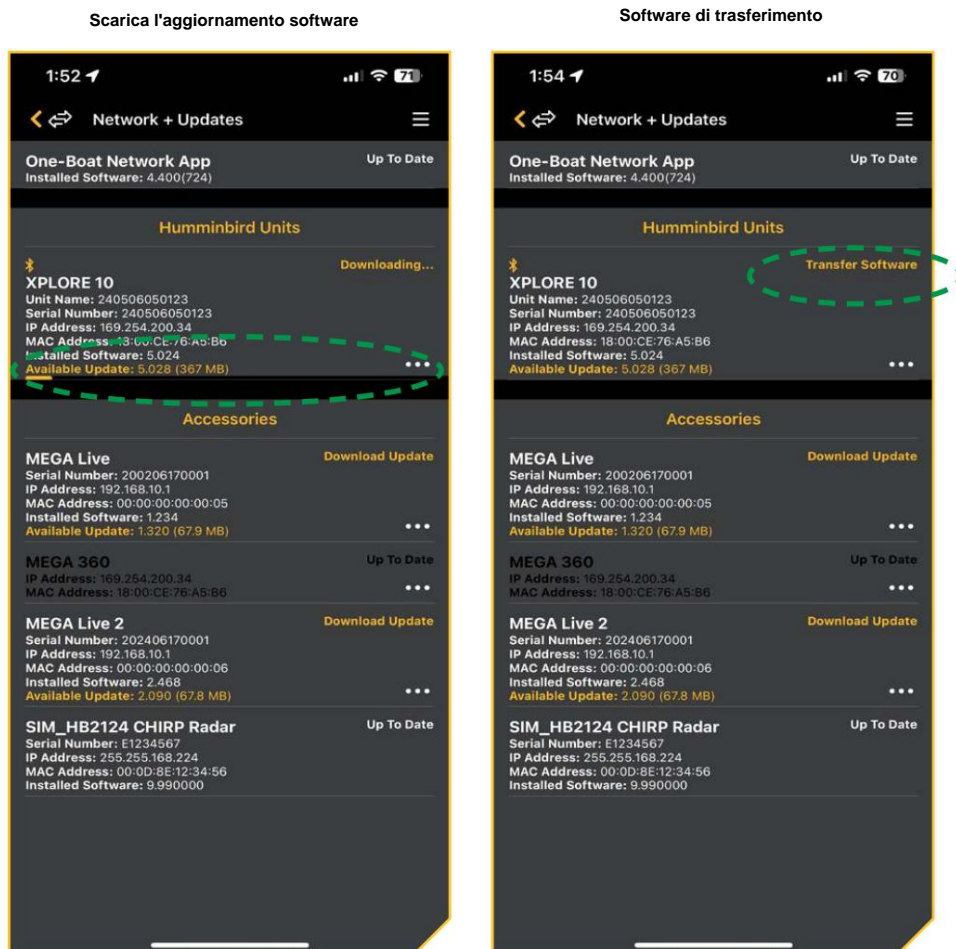 Scarica l'aggiornamento software
1:52
71
Network + Updates
One-Boat Network App
Up To Date
Installed Software: 4.400(724)
Humminbird Units
Downloading...
XPLORE 10
Unit Name: 240506050123
Serial Number: 240506050123
IP Address: 169.254.200.34
MAC Address: 18:00:CE:76:A5:B6
Installed Software: 5.024
Available Update: 5.028 (367 MB)
Accessories
MEGA Live
Download Update
Serial Number: 200206170001
IP Address: 192.168.10.1
MAC Address: 00:00:00:00:00:05
Installed Software: 1.234
Available Update: 1.320 (67.9 MB)
MEGA 360
Up To Date
IP Address: 169.254.200.34
MAC Address: 18:00:CE:76:A5:B6
MEGA Live 2
Download Update
Serial Number: 202406170001
IP Address: 192.168.10.1
MAC Address: 00:00:00:00:00:06
Installed Software: 2.468
Available Update: 2.090 (67.8 MB)
SIM_HB2124 CHIRP Radar
Up To Date
Serial Number: E1234567
IP Address: 255.255.168.224
MAC Address: 00:0D:8E:12:34:56
Installed Software: 9.990000
Software di trasferimento
1:54
70
Network + Updates
One-Boat Network App
Up To Date
Installed Software: 4.400(724)
Humminbird Units
Transfer Software
XPLORE 10
Unit Name: 240506050123
Serial Number: 240506050123
IP Address: 169.254.200.34
MAC Address: 18:00:CE:76:A5:B6
Installed Software: 5.024
Available Update: 5.028 (367 MB)
Accessories
MEGA Live
Download Update
Serial Number: 200206170001
IP Address: 192.168.10.1
MAC Address: 00:00:00:00:00:05
Installed Software: 1.234
Available Update: 1.320 (67.9 MB)
MEGA 360
Up To Date
IP Address: 169.254.200.34
MAC Address: 18:00:CE:76:A5:B6
MEGA Live 2
Download Update
Serial Number: 202406170001
IP Address: 192.168.10.1
MAC Address: 00:00:00:00:00:06
Installed Software: 2.468
Available Update: 2.090 (67.8 MB)
SIM_HB2124 CHIRP Radar
Up To Date
Serial Number: E1234567
IP Address: 255.255.168.224
MAC Address: 00:0D:8E:12:34:56
Installed Software: 9.990000